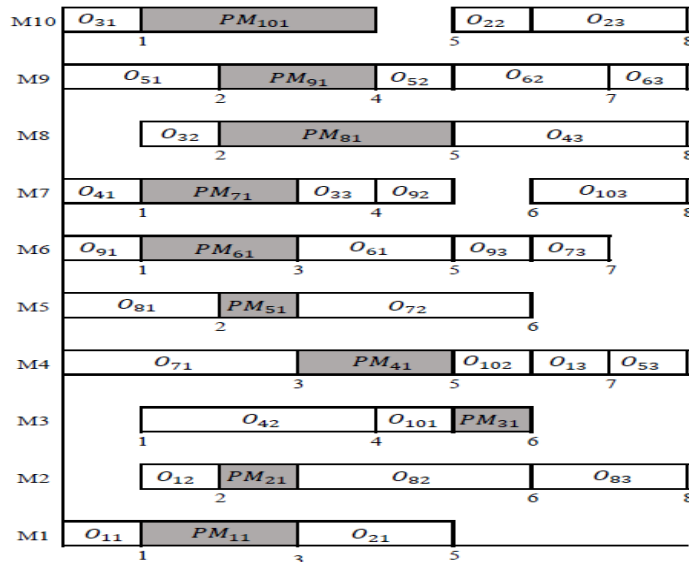 M10 O31 PM101 O22 O23
1 5 8
M9 O51 PM91 O52 O62 O63
2 4 7
M8 O32 PM81 O43
2 5 8
M7 O41 PM71 O33 O92 O103
1 4 6 8
M6 O91 PM61 O61 O93 O73
1 3 5 7
M5 O81 PM51 O72
2 6
M4 O71 PM41 O102 O13 O53
3 5 7
M3 O42 O101 PM31
1 4 6
M2 O12 PM21 O82 O83
2 6 8
M1 O11 PM11 O21
1 3 5